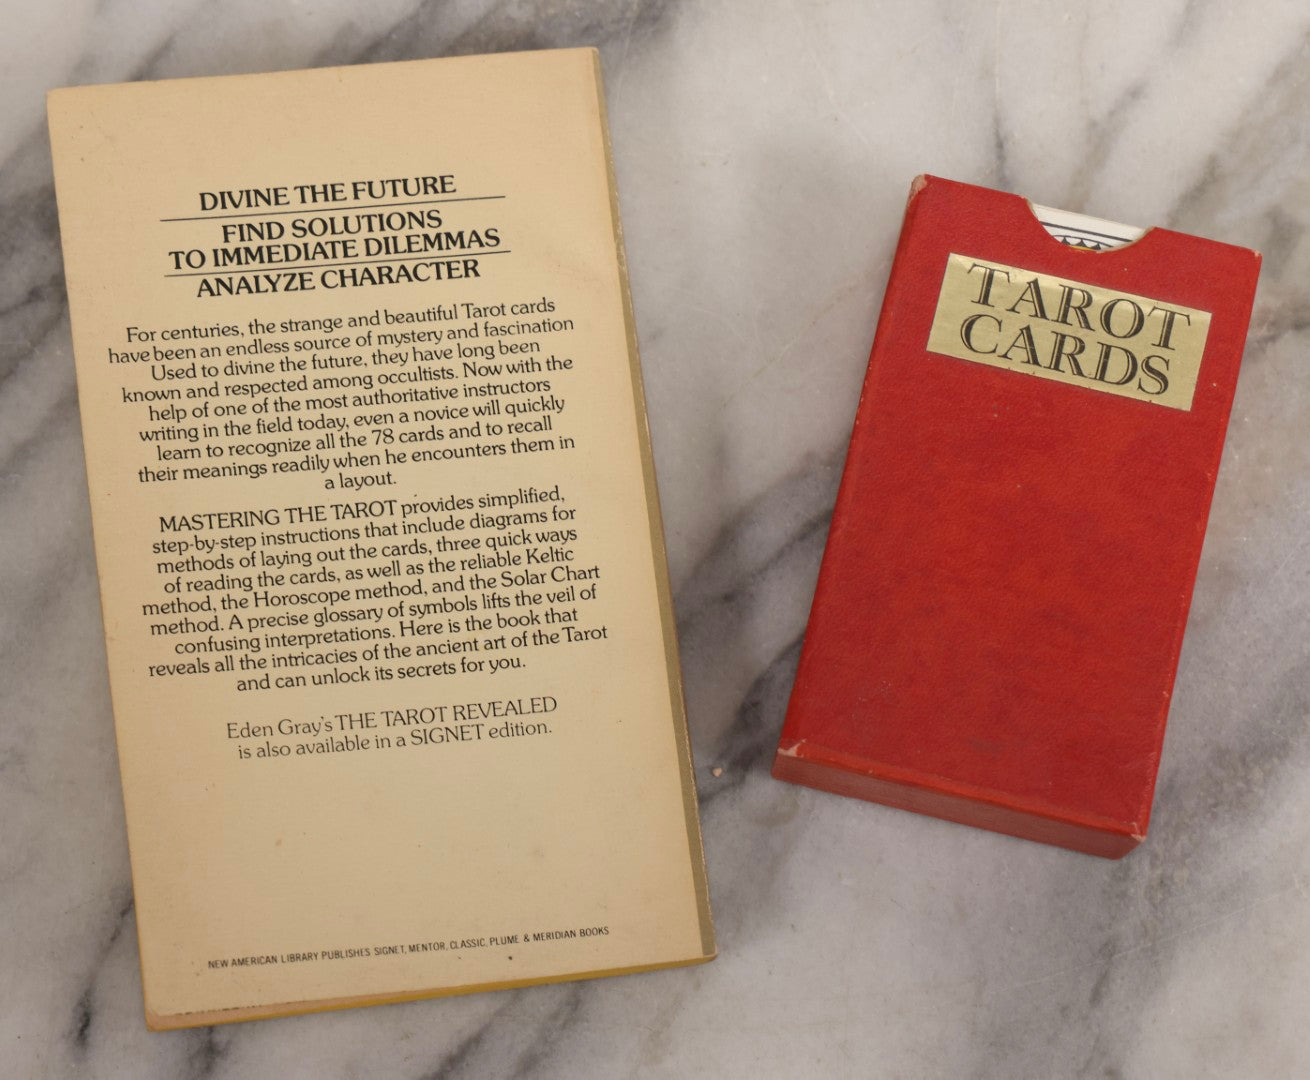 DIVINE THE FUTURE
FIND SOLUTIONS
TO IMMEDIATE DILEMMAS
ANALYZE CHARACTER
For centuries, the strange and beautiful Tarot cards
have been an endless source of mystery and fascination
Used to divine the future, they have long been
known and respected among occultists. Now with the
help of one of the most authoritative instructors
writing in the field today, even a novice will quickly
learn to recognize all the 78 cards and to recall
their meanings readily when he encounters them in
a layout.
MASTERING THE TAROT provides simplified,
step-by-step instructions that include diagrams for
methods of laying out the cards, three quick ways
of reading the cards, as well as the reliable Keltic
method, the Horoscope method, and the Solar Chart
method. A precise glossary of symbols lifts the veil of
confusing interpretations. Here is the book that
reveals all the intricacies of the ancient art of the Tarot
and can unlock its secrets for you.
Eden Gray's THE TAROT REVEALED
is also available in a SIGNET edition.
NEW AMERICAN LIBRARY PUBLISHES SIGNET, MENTOR, CLASSIC, PLUME & MERIDIAN BOOKS
TAROT
CARDS